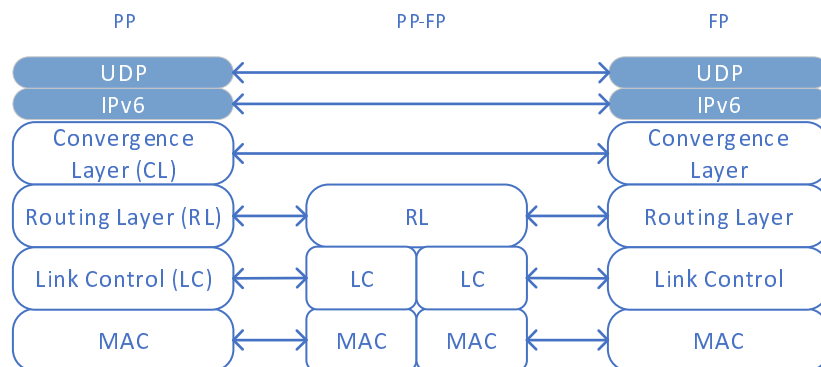 PP PP-FP FP
UDP UDP
IPv6 IPv6
Convergence Convergence
Layer (CL) Layer
Routing Layer (RL) RL Routing Layer
Link Control (LC) LC LC Link Control
MAC MAC MAC MAC